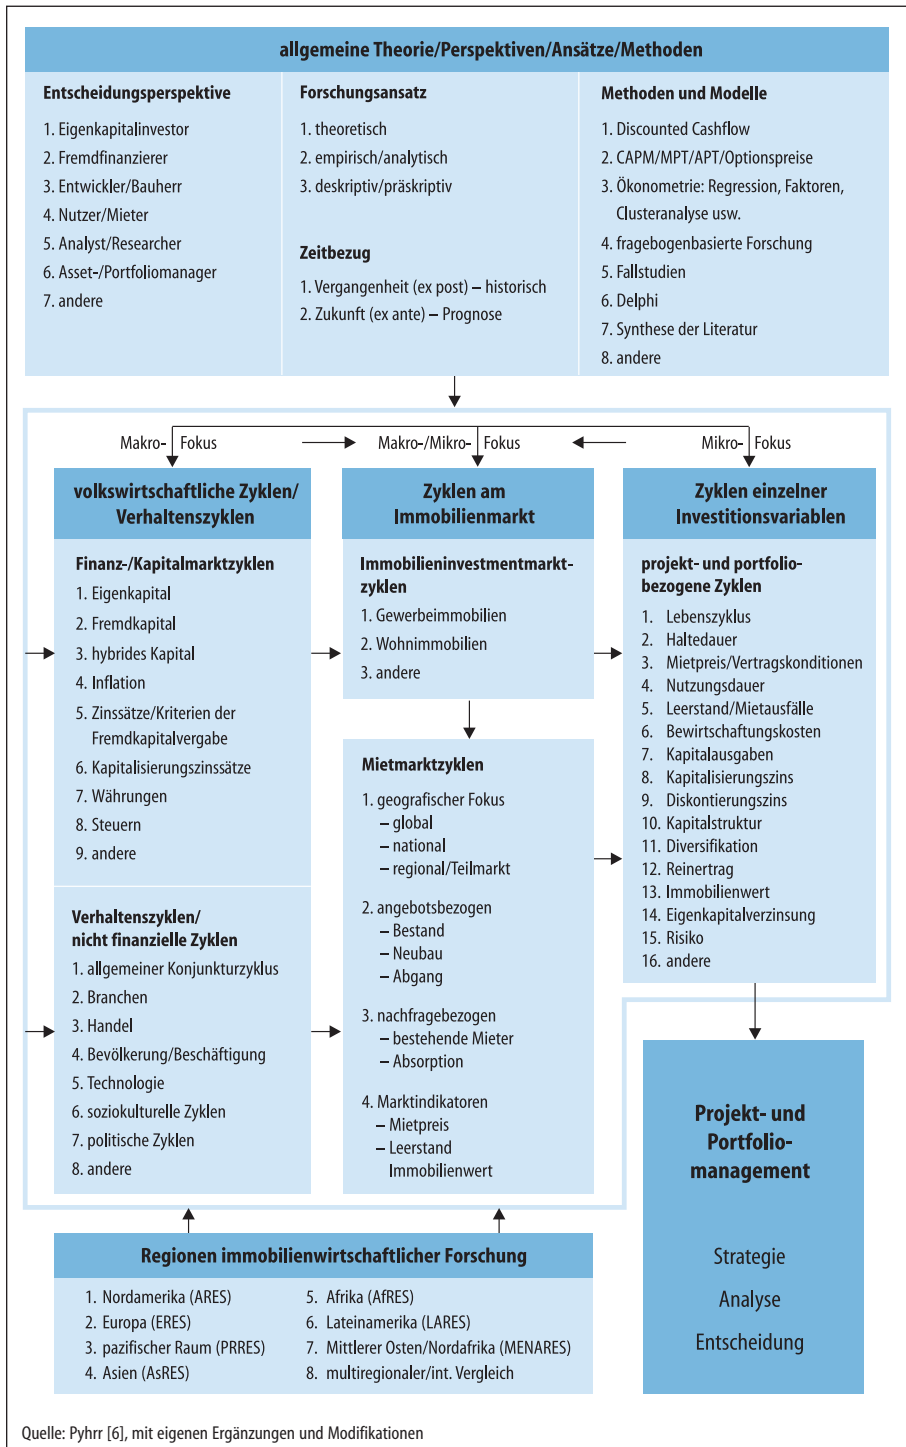 allgemeine Theorie/Perspektiven/Ansätze/Methoden
Entscheidungsperspektive
1. Eigenkapitalinvestor
2. Fremdfinanzierer
3. Entwickler/Bauherr
4. Nutzer/Mieter
5. Analyst/Researcher
6. Asset-/Portfoliomanager
7. andere
Forschungsansatz
1. theoretisch
2. empirisch/analytisch
3. deskriptiv/präskriptiv
Zeitbezug
1. Vergangenheit (ex post) – historisch
2. Zukunft (ex ante) – Prognose
Methoden und Modelle
1. Discounted Cashflow
2. CAPM/MPT/APT/Optionspreise
3. Ökonometrie: Regression, Faktoren,
Clusteranalyse usw.
4. fragebogenbasierte Forschung
5. Fallstudien
6. Delphi
7. Synthese der Literatur
8. andere
Makro- Fokus
Makro-/Mikro- Fokus
Mikro- Fokus
volkswirtschaftliche Zyklen/
Verhaltenszyklen
Finanz-/Kapitalmarktzyklen
1. Eigenkapital
2. Fremdkapital
3. hybrides Kapital
4. Inflation
5. Zinssätze/Kriterien der
Fremdkapitalvergabe
6. Kapitalisierungszinssätze
7. Währungen
8. Steuern
9. andere
Verhaltenszyklen/
nicht finanzielle Zyklen
1. allgemeiner Konjunkturzyklus
2. Branchen
3. Handel
4. Bevölkerung/Beschäftigung
5. Technologie
6. soziokulturelle Zyklen
7. politische Zyklen
8. andere
Zyklen am
Immobilienmarkt
Immobilieninvestmentmarkt-
zyklen
1. Gewerbeimmobilien
2. Wohnimmobilien
3. andere
Mietmarktzyklen
1. geografischer Fokus
– global
– national
– regional/Teilmarkt
2. angebotsbezogen
– Bestand
– Neubau
– Abgang
3. nachfragebezogen
– bestehende Mieter
– Absorption
4. Marktindikatoren
– Mietpreis
– Leerstand
Immobilienwert
Zyklen einzelner
Investitionsvariablen
projekt- und portfolio-
bezogene Zyklen
1. Lebenszyklus
2. Haltedauer
3. Mietpreis/Vertragskonditionen
4. Nutzungsdauer
5. Leerstand/Mietausfälle
6. Bewirtschaftungskosten
7. Kapitalausgaben
8. Kapitalisierungszins
9. Diskontierungszins
10. Kapitalstruktur
11. Diversifikation
12. Reinertrag
13. Immobilienwert
14. Eigenkapitalverzinsung
15. Risiko
16. andere
Projekt- und
Portfolio-
management
Strategie
Analyse
Entscheidung
Regionen immobilienwirtschaftlicher Forschung
1. Nordamerika (ARES)
2. Europa (ERES)
3. pazifischer Raum (PRRES)
4. Asien (AsRES)
5. Afrika (AfRES)
6. Lateinamerika (LARES)
7. Mittlerer Osten/Nordafrika (MENARES)
8. multiregionaler/int. Vergleich
Quelle: Pyhrr [6], mit eigenen Ergänzungen und Modifikationen